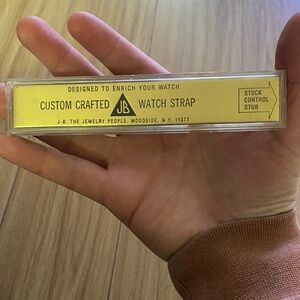 DESIGNED TO ENRICH YOUR WATCH
CUSTOM CRAFTED JB WATCH STRAP
J-B, THE JEWELRY PEOPLE, WOODSIDE, N.Y. 11377
STOCK
CONTROL
STUB